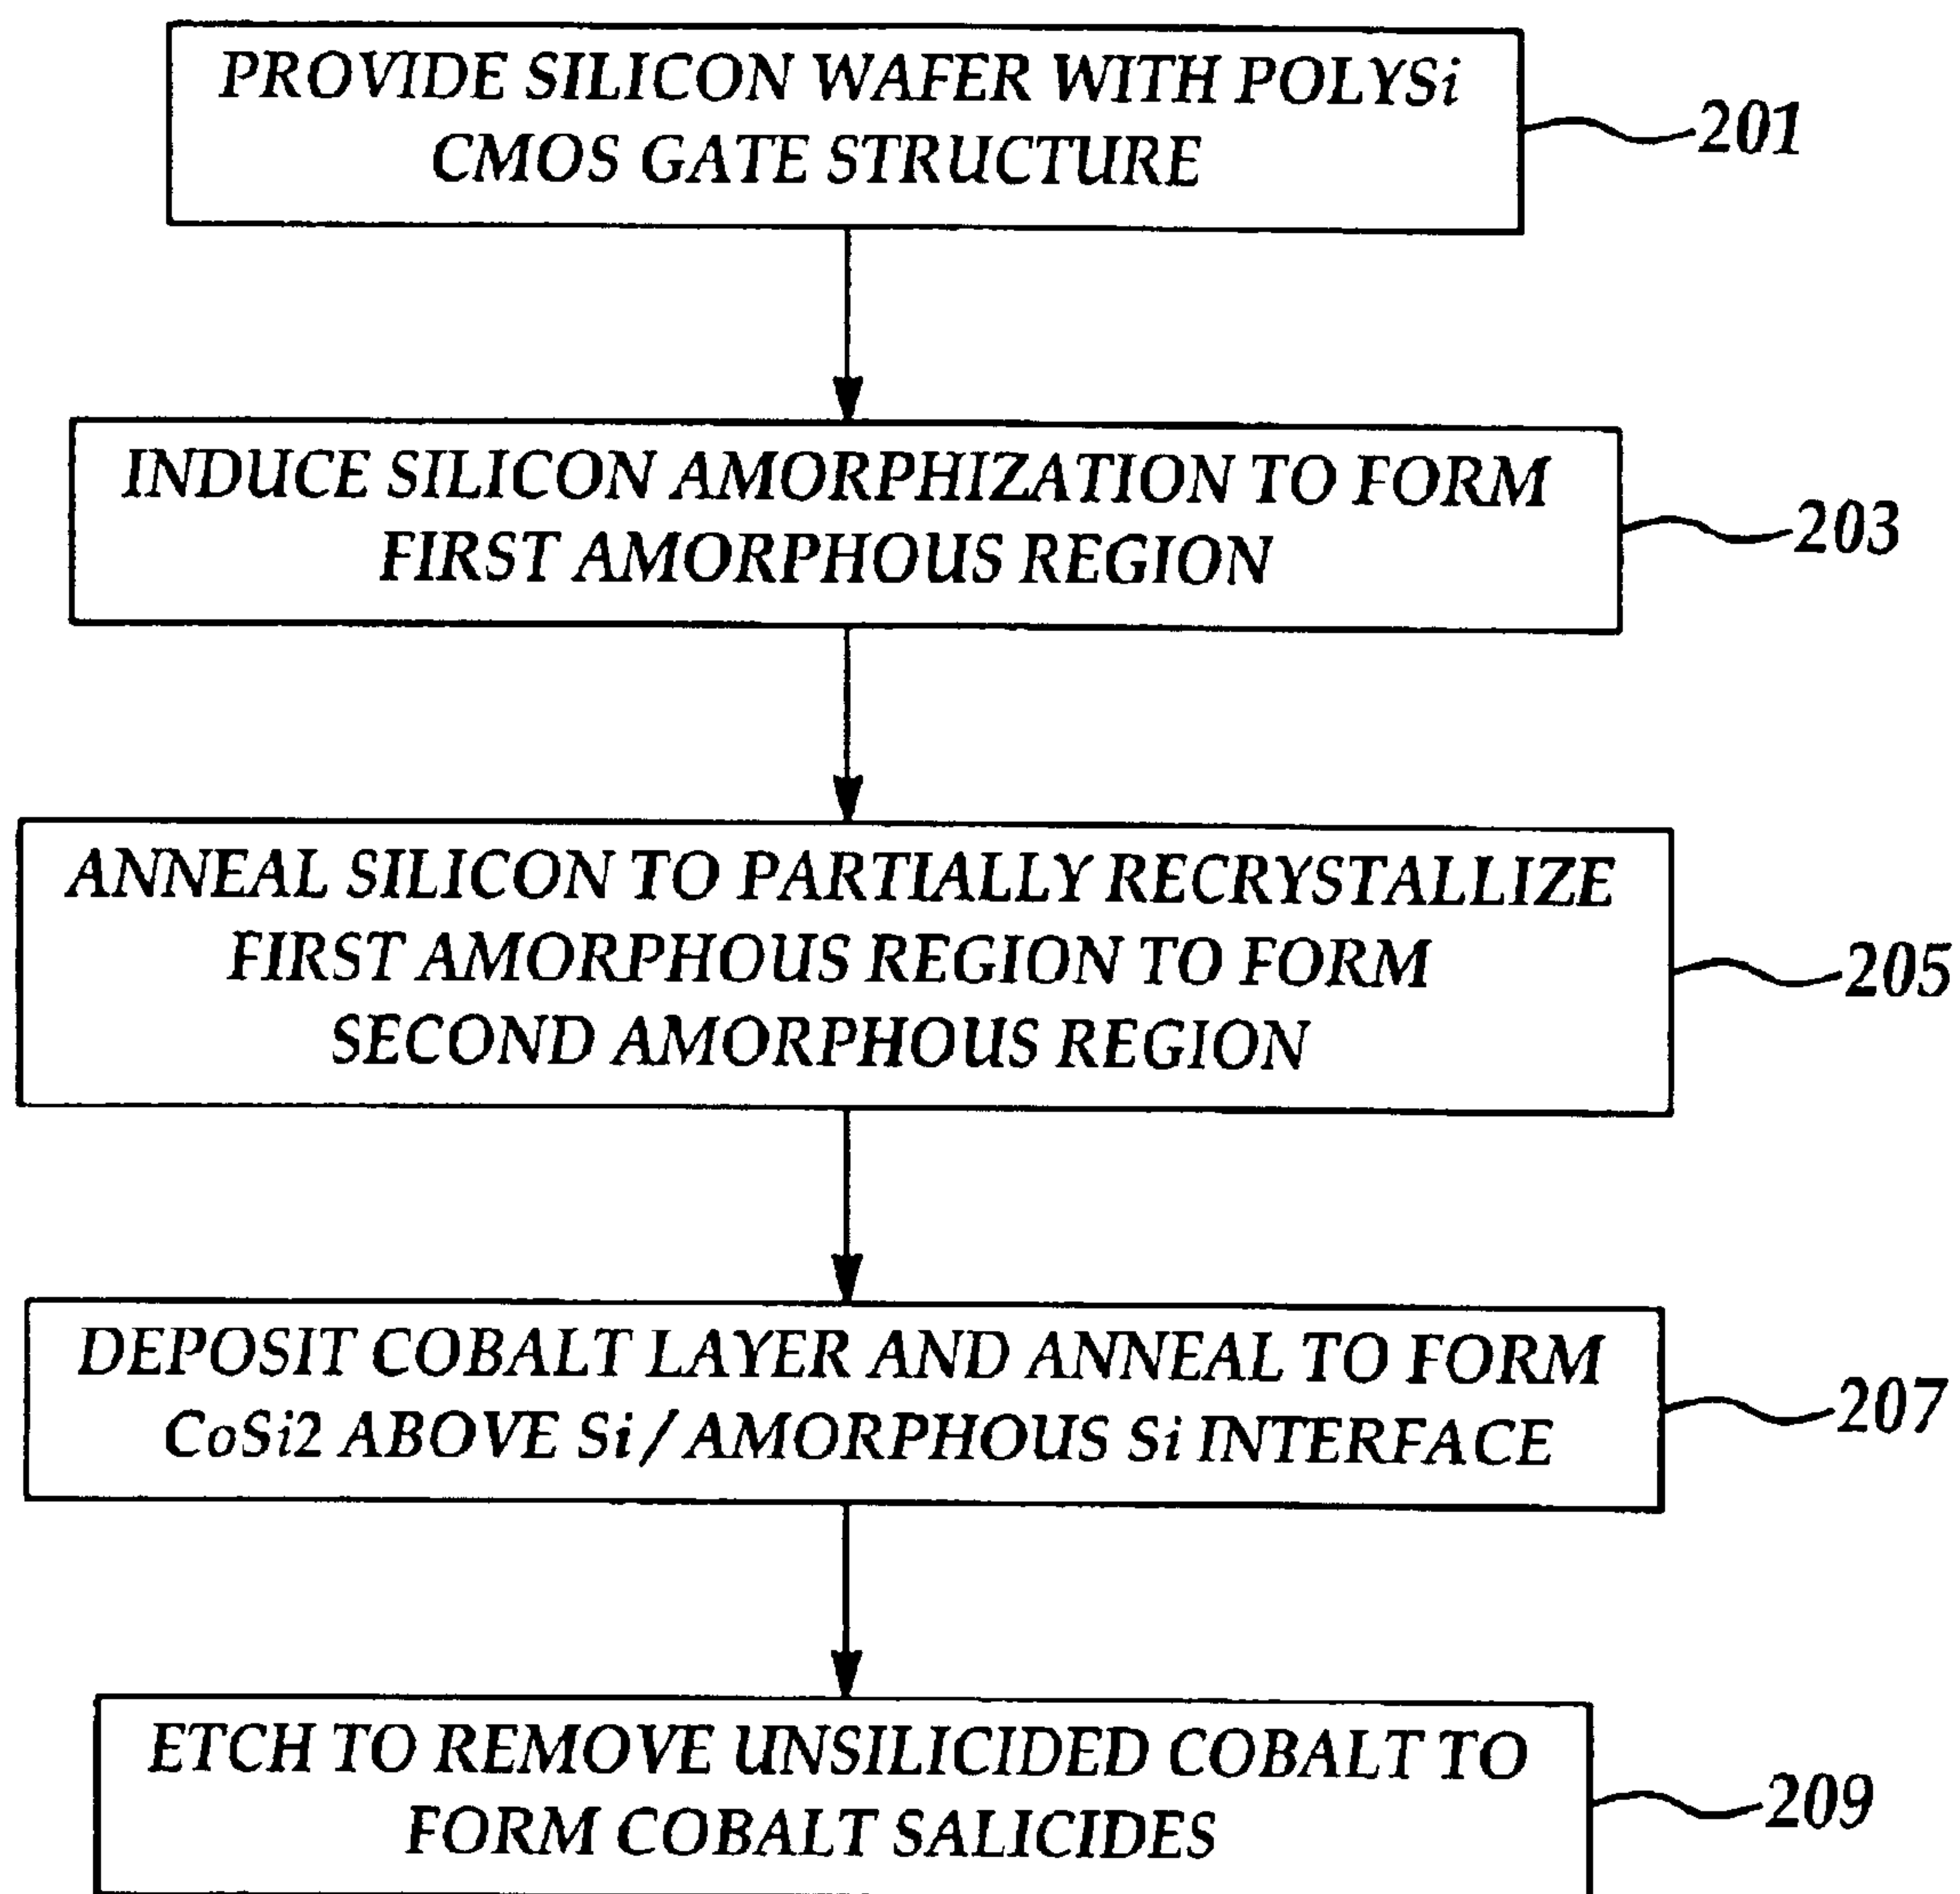 PROVIDE SILICON WAFER WITH POLYSi
CMOS GATE STRUCTURE
201
INDUCE SILICON AMORPHIZATION TO FORM
FIRST AMORPHOUS REGION
203
ANNEAL SILICON TO PARTIALLY RECRYSTALLIZE
FIRST AMORPHOUS REGION TO FORM
SECOND AMORPHOUS REGION
205
DEPOSIT COBALT LAYER AND ANNEAL TO FORM
CoSi2 ABOVE Si/AMORPHOUS Si INTERFACE
207
ETCH TO REMOVE UNSILICIDED COBALT TO
FORM COBALT SALICIDES
209